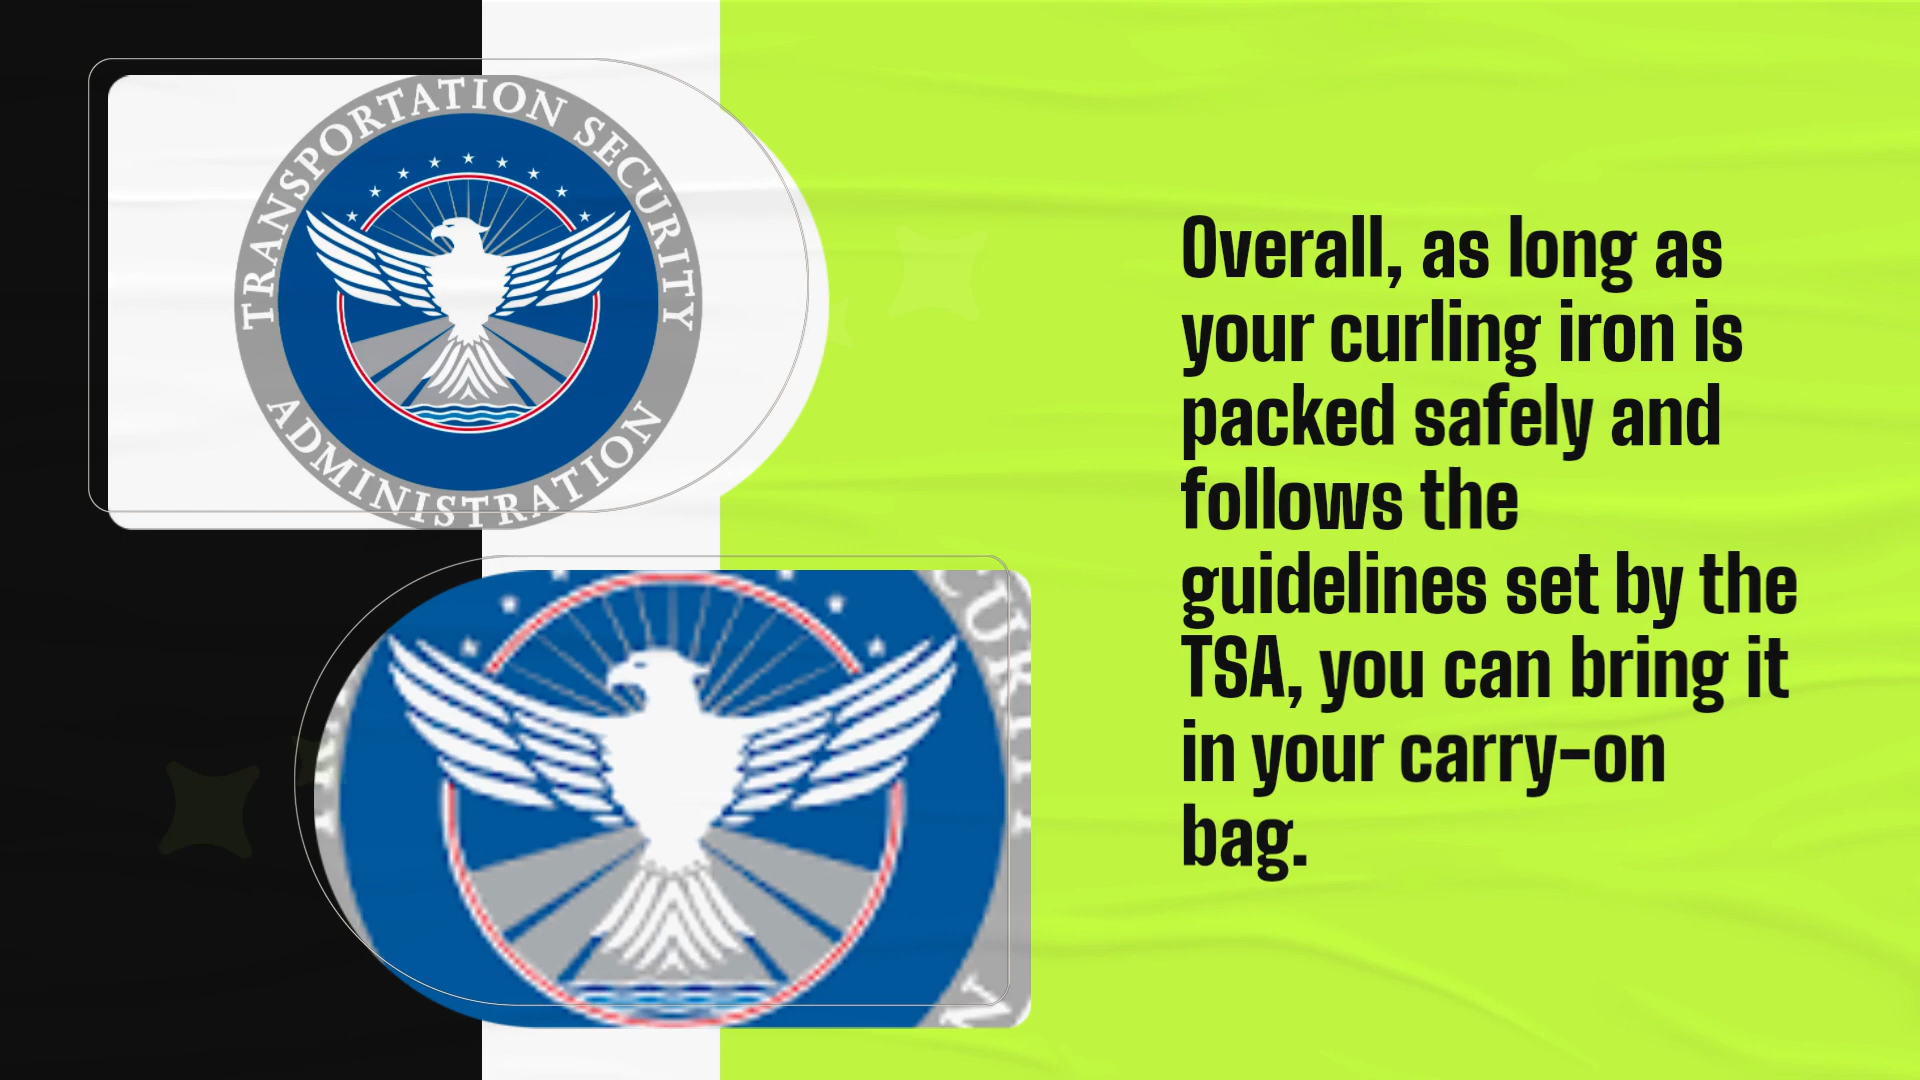 TRANSPORTATION SECURITY
ADMINISTRATION
Overall, as long as
your curling iron is
packed safely and
follows the
guidelines set by the
TSA, you can bring it
in your carry-on
bag.